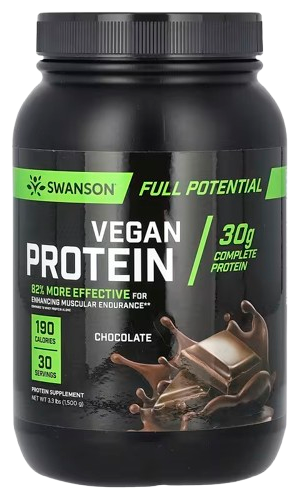 SWANSON
FULL POTENTIAL
VEGAN
PROTEIN
30g
COMPLETE
PROTEIN
82% MORE EFFECTIVE FOR
ENHANCING MUSCULAR ENDURANCE**
190
CALORIES
30
SERVINGS
CHOCOLATE
PROTEIN SUPPLEMENT
NET WT 3.3 lbs (1,500 g)